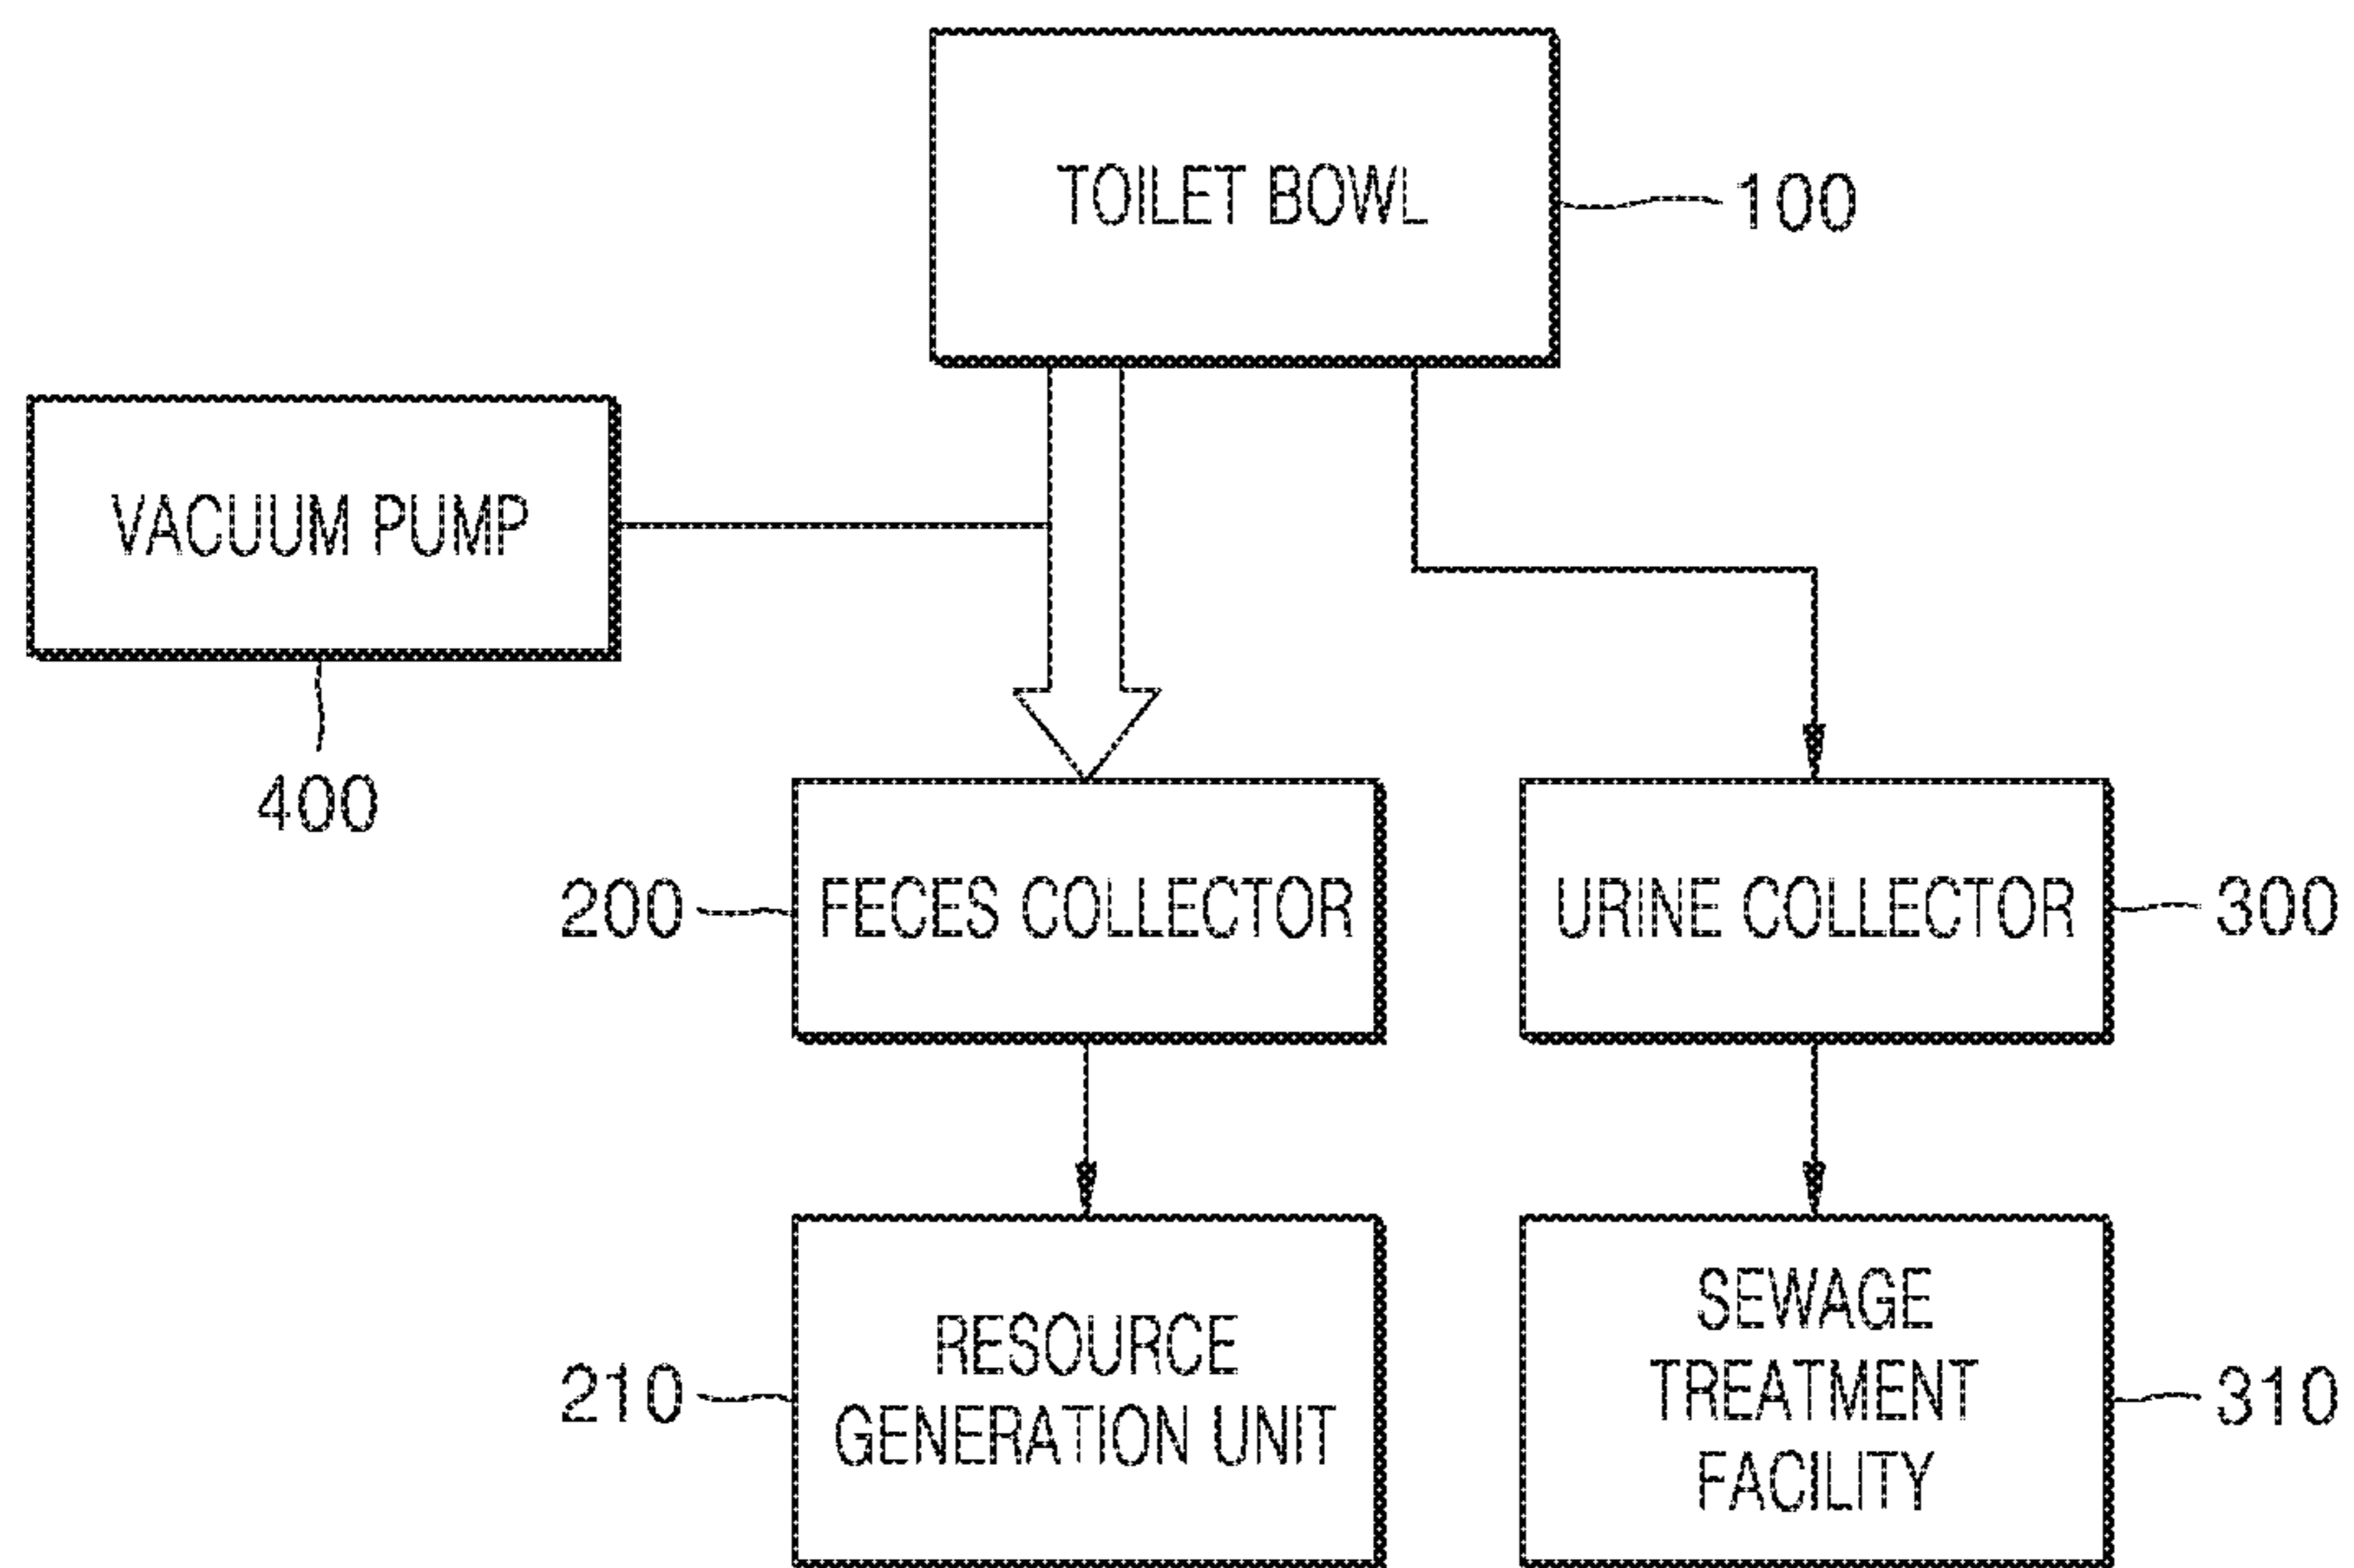 TOILET BOWL
100
VACUUM PUMP
400
200
FECES COLLECTOR
URINE COLLECTOR
300
210
RESOURCE
GENERATION UNIT
SEWAGE
TREATMENT
FACILITY
310